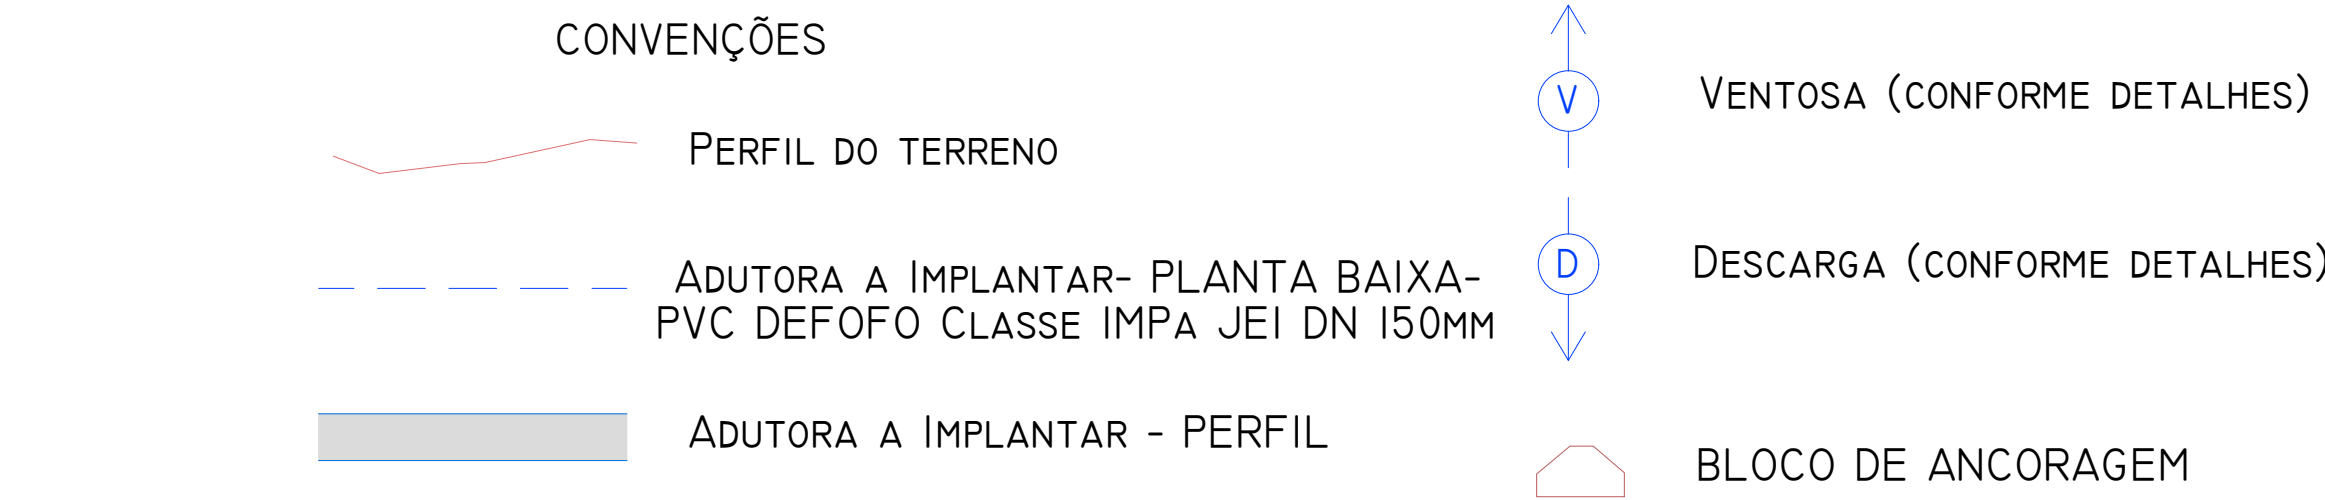 CONVENÇÕES
PERFIL DO TERRENO
ADUTORA A IMPLANTAR- PLANTA BAIXA-
PVC DEFOFO CLASSE 1MPA JEI DN 150MM
ADUTORA A IMPLANTAR - PERFIL
V
VENTOSA (CONFORME DETALHES)
D
DESCARGA (CONFORME DETALHES)
BLOCO DE ANCORAGEM